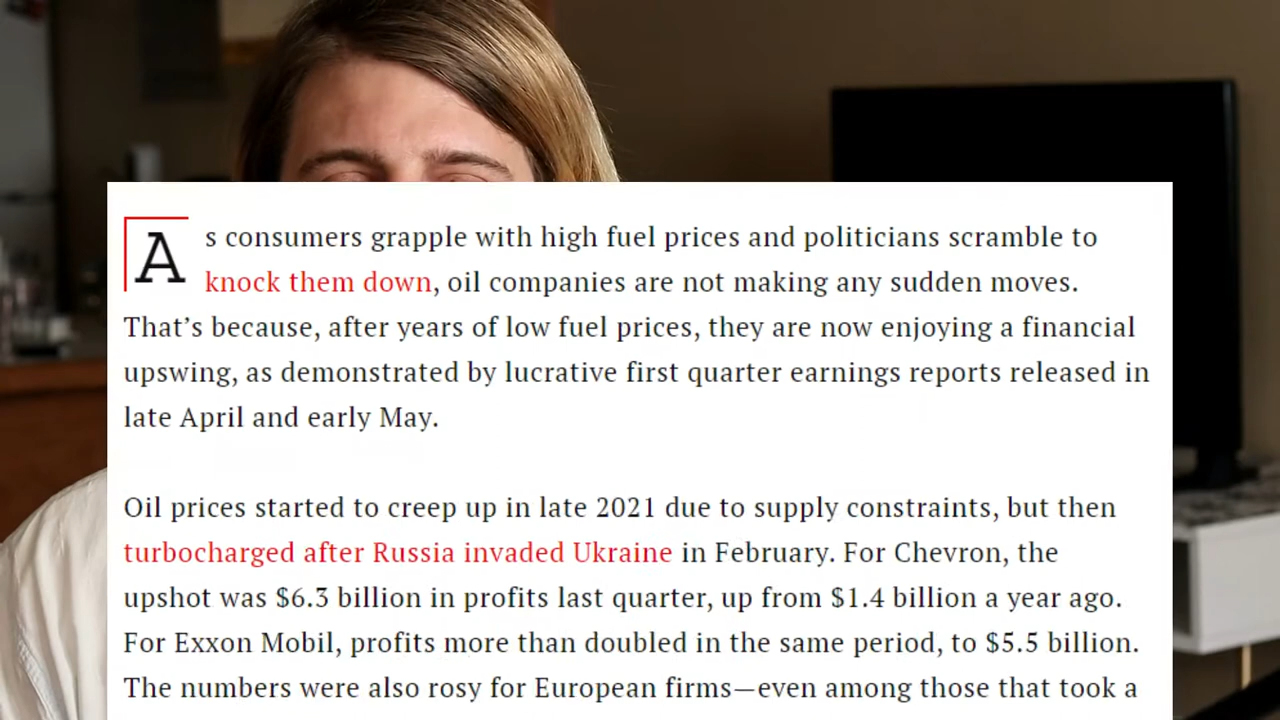 As consumers grapple with high fuel prices and politicians scramble to
knock them down, oil companies are not making any sudden moves.
That’s because, after years of low fuel prices, they are now enjoying a financial
upswing, as demonstrated by lucrative first quarter earnings reports released in
late April and early May.
Oil prices started to creep up in late 2021 due to supply constraints, but then
turbocharged after Russia invaded Ukraine in February. For Chevron, the
upshot was $6.3 billion in profits last quarter, up from $1.4 billion a year ago.
For Exxon Mobil, profits more than doubled in the same period, to $5.5 billion.
The numbers were also rosy for European firms—even among those that took a